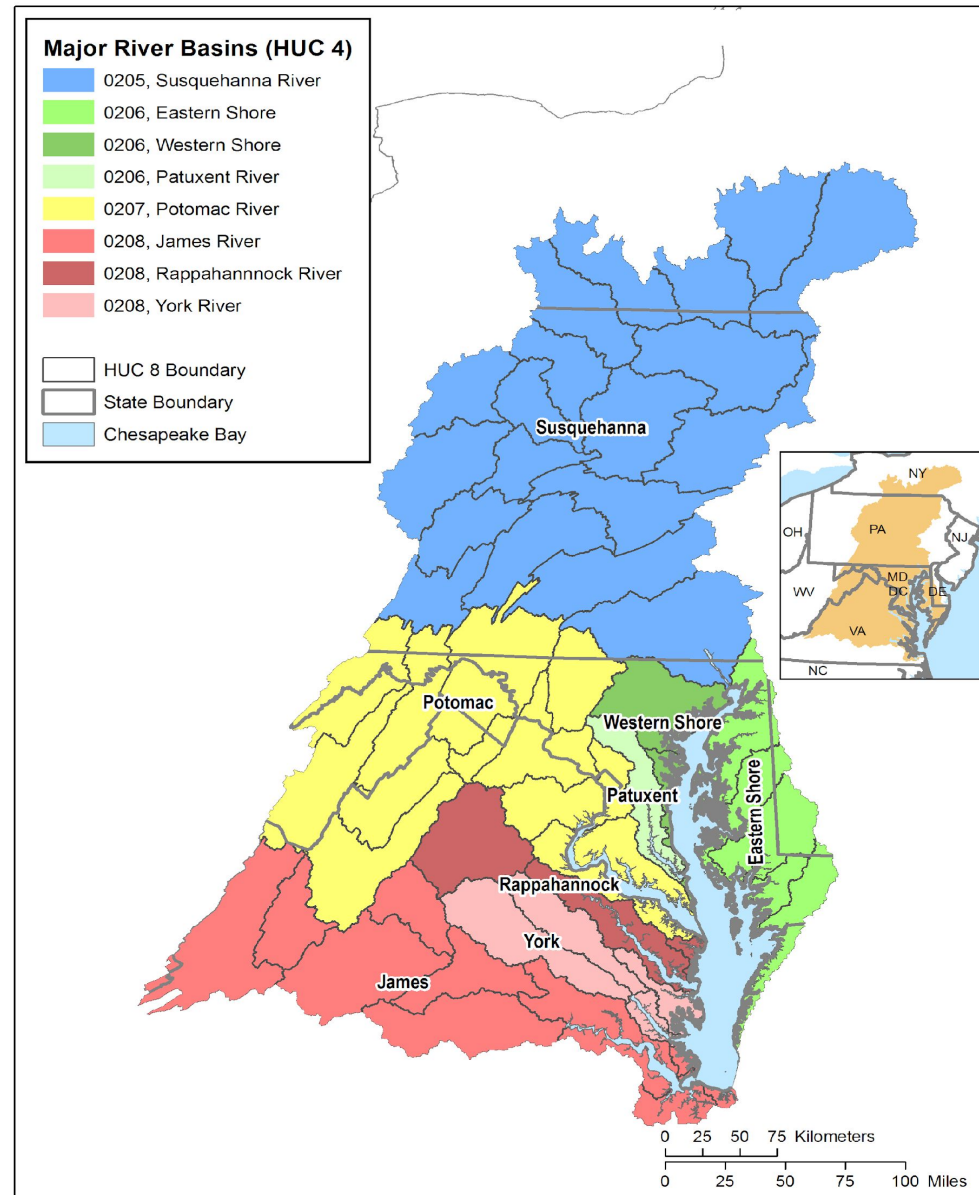 Major River Basins (HUC 4)
0205, Susquehanna River
0206, Eastern Shore
0206, Western Shore
0206, Patuxent River
0207, Potomac River
0208, James River
0208, Rappahannnock River
0208, York River
HUC 8 Boundary
State Boundary
Chesapeake Bay
Susquehanna
NY
PA
OH
NJ
MD
WV
DC
DE
VA
NC
Potomac
Western Shore
Patuxent
Eastern Shore
Rappahannock
York
James
0 25 50 75 Kilometers
0 25 50 75 100 Miles